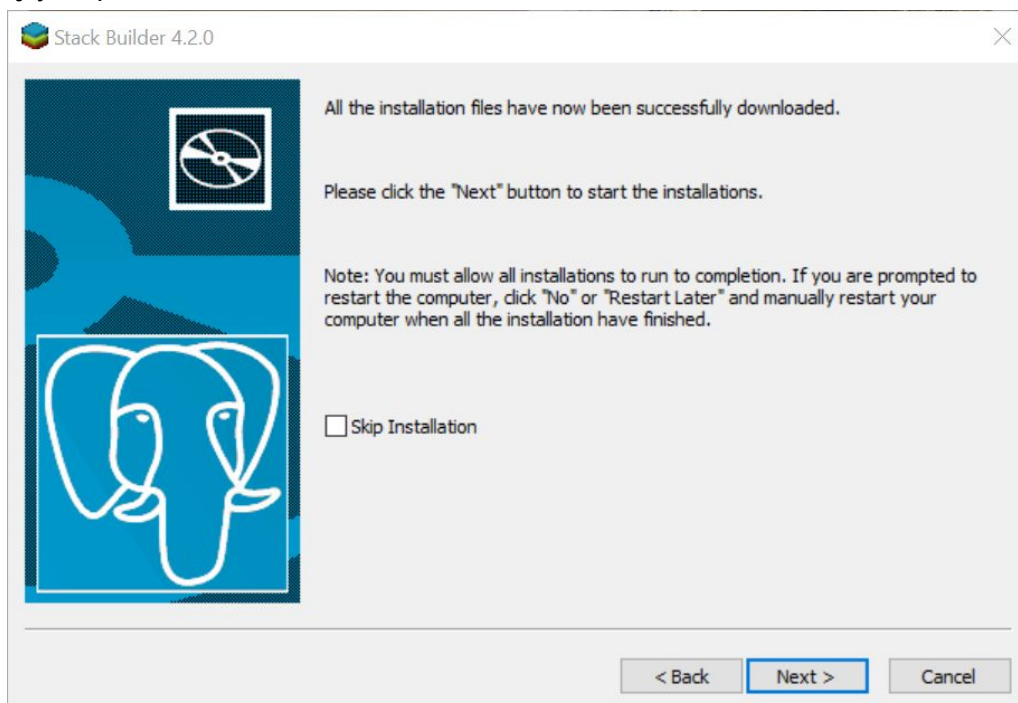 Stack Builder 4.2.0
All the installation files have now been successfully downloaded.
Please click the "Next" button to start the installations.
Note: You must allow all installations to run to completion. If you are prompted to
restart the computer, click "No" or "Restart Later" and manually restart your
computer when all the installation have finished.
Skip Installation
< Back
Next >
Cancel